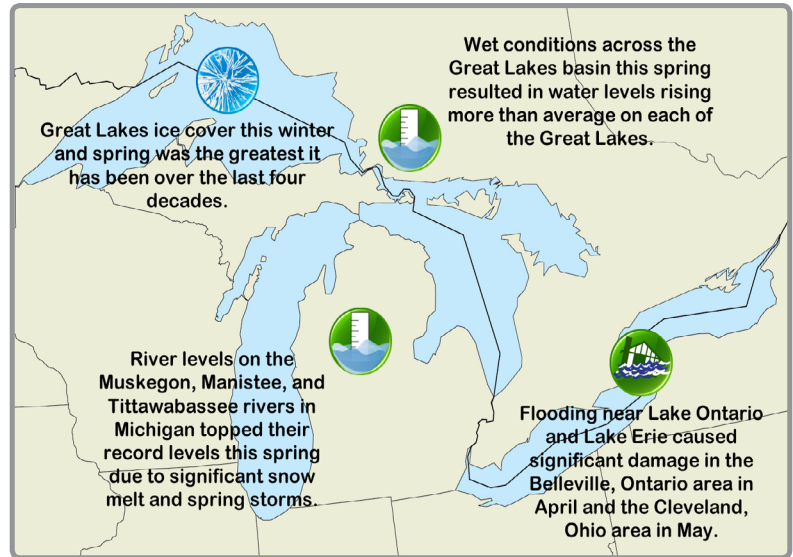 Wet conditions across the
Great Lakes basin this spring
resulted in water levels rising
more than average on each of
the Great Lakes.
Great Lakes ice cover this winter
and spring was the greatest it
has been over the last four
decades.
River levels on the
Muskegon, Manistee, and
Tittawabassee rivers in
Michigan topped their
record levels this spring
due to significant snow
melt and spring storms.
Flooding near Lake Ontario
and Lake Erie caused
significant damage in the
Belleville, Ontario area in
April and the Cleveland,
Ohio area in May.